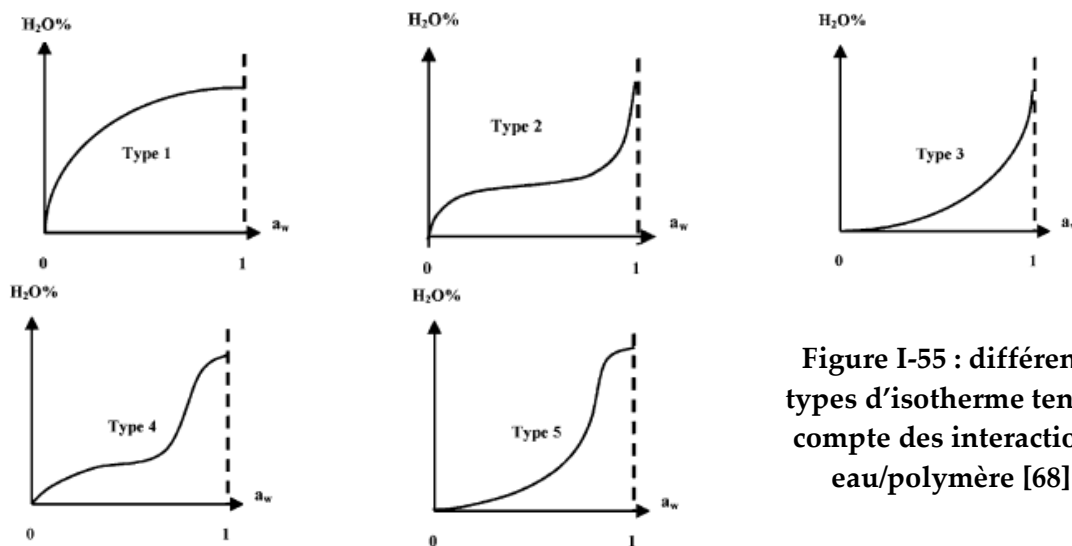 H₂O%
H₂O%
H₂O%
Type 1
Type 2
Type 3
a_w
a_w
a_w
0 1
0 1
0 1
H₂O%
H₂O%
Type 4
Type 5
a_w
a_w
0 1
0 1
Figure I-55 : différen
types d’isotherme ten
compte des interactio
eau/polymère [68]